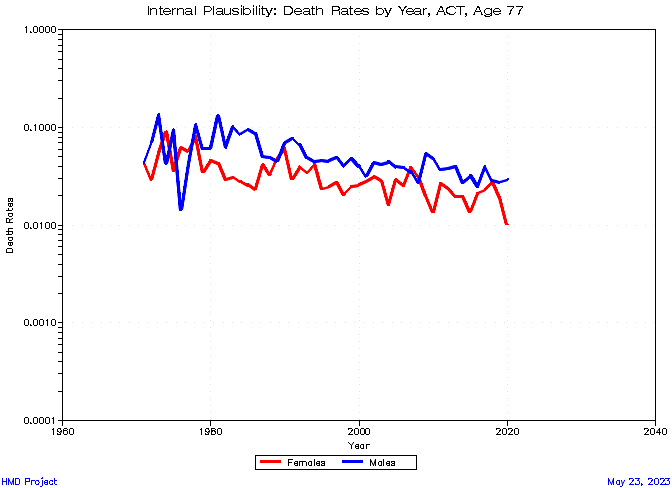 Internal Plausibility: Death Rates by Year, ACT, Age 77
1.0000
0.1000
0.0100
0.0010
0.0001
Death Rates
1960
1980
2000
2020
2040
Year
Females
Males
HMD Project
May 23, 2023